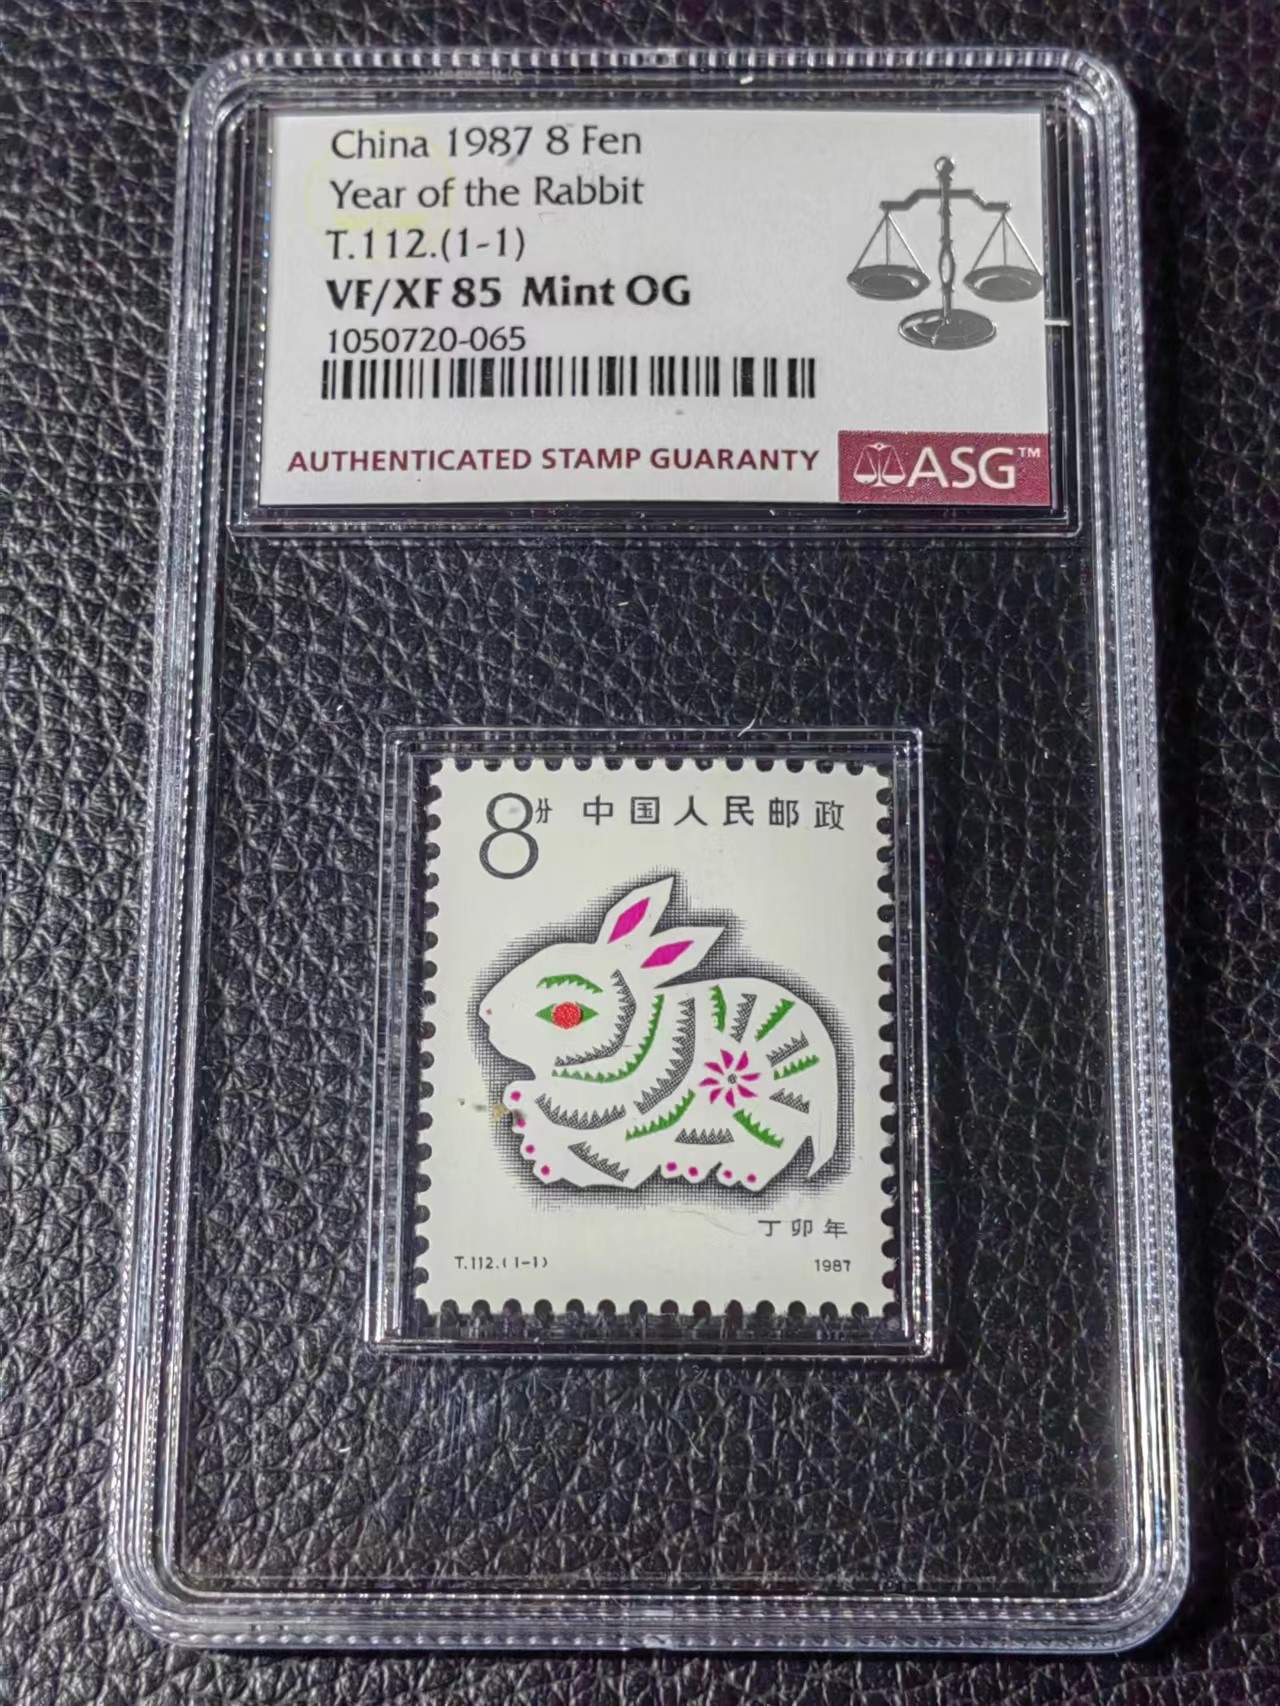 China 1987 8 Fen
Year of the Rabbit
T.112.(1-1)
VF/XF 85 Mint OG
1050720-065
AUTHENTICATED STAMP GUARANTY
ASG™
8分 中国人民邮政
丁卯年
T.112.(1-1) 1987